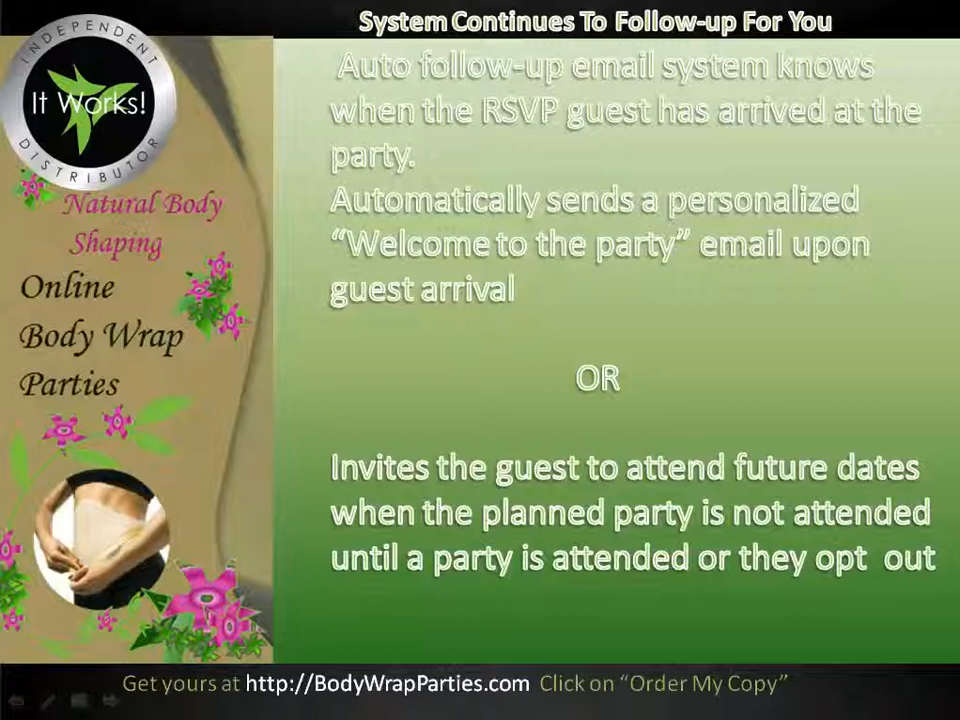 System Continues To Follow-up For You
INDEPENDENT
It Works!
DISTRIBUTOR
Natural Body
Shaping
Online
Body Wrap
Parties
Auto follow-up email system knows
when the RSVP guest has arrived at the
party.
Automatically sends a personalized
“Welcome to the party” email upon
guest arrival
OR
Invites the guest to attend future dates
when the planned party is not attended
until a party is attended or they opt out
Get yours at http://BodyWrapParties.com Click on “Order My Copy”